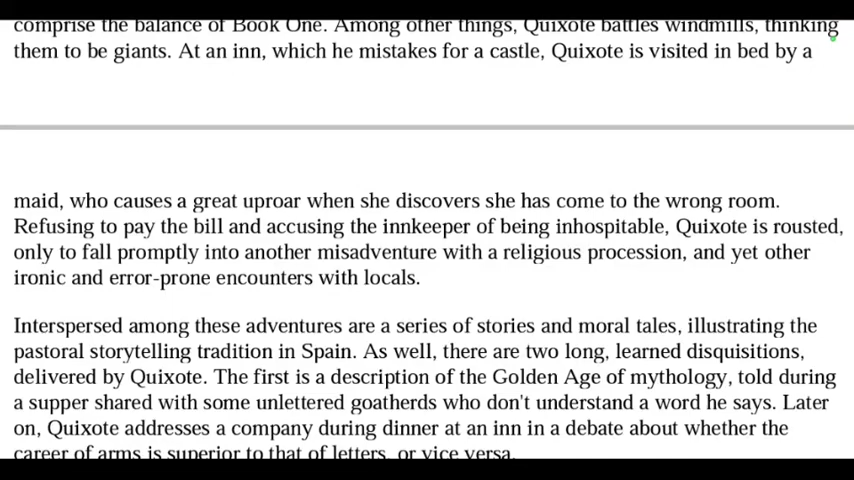 comprise the balance of Book One. Among other things, Quixote battles windmills, thinking
them to be giants. At an inn, which he mistakes for a castle, Quixote is visited in bed by a
maid, who causes a great uproar when she discovers she has come to the wrong room.
Refusing to pay the bill and accusing the innkeeper of being inhospitable, Quixote is rousted,
only to fall promptly into another misadventure with a religious procession, and yet other
ironic and error-prone encounters with locals.
Interspersed among these adventures are a series of stories and moral tales, illustrating the
pastoral storytelling tradition in Spain. As well, there are two long, learned disquisitions,
delivered by Quixote. The first is a description of the Golden Age of mythology, told during
a supper shared with some unlettered goatherds who don't understand a word he says. Later
on, Quixote addresses a company during dinner at an inn in a debate about whether the
career of arms is superior to that of letters, or vice versa.